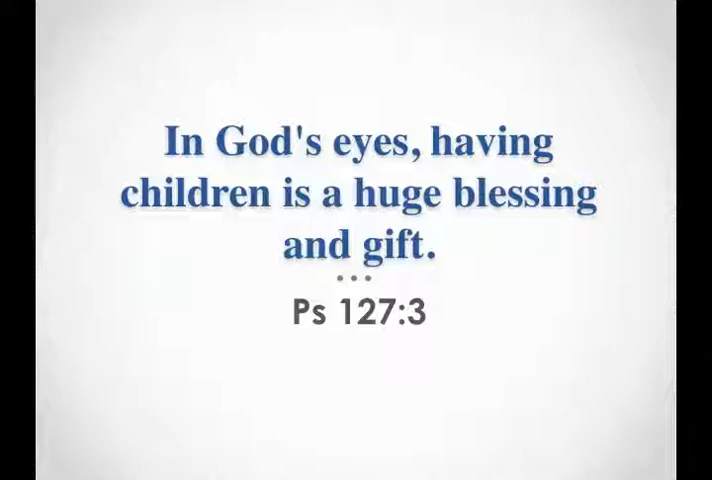 In God's eyes, having
children is a huge blessing
and gift.
Ps 127:3